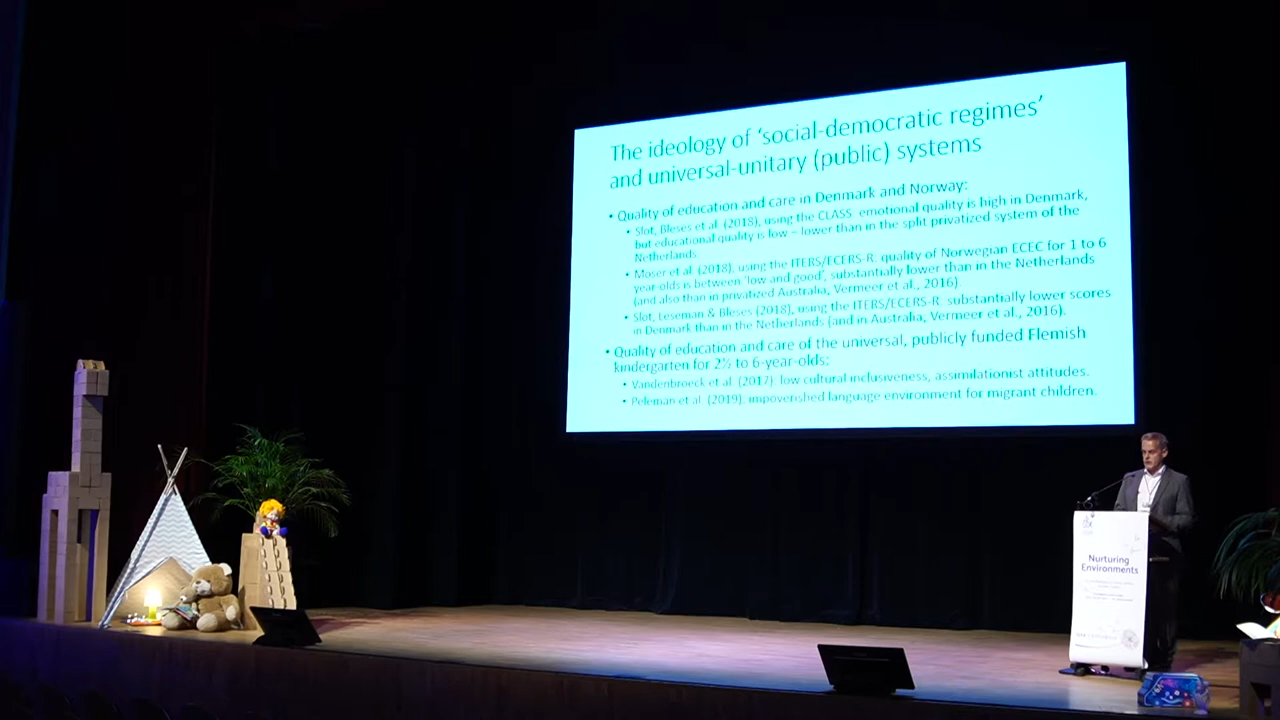 The ideology of ‘social-democratic regimes’
and universal-unitary (public) systems
• Quality of education and care in Denmark and Norway:
• Slot, Bleses et al. (2018), using the CLASS emotional quality is high in Denmark,
but educational quality is low – lower than in the split privatized system of the
Netherlands.
• Moser et al. (2018), using the ITERS/ECERS-R: quality of Norwegian ECEC for 1 to 6
year-olds is between ‘low and good’, substantially lower than in the Netherlands
(and also than in privatized Australia, Vermeer et al., 2016).
• Slot, Leseman & Bleses (2018), using the ITERS/ECERS-R: substantially lower scores
in Denmark than in the Netherlands (and in Australia, Vermeer et al., 2016).
• Quality of education and care of the universal, publicly funded Flemish
kindergarten for 2½ to 6-year-olds:
• Vandenbroeck et al. (2017): low cultural inclusiveness, assimilationist attitudes.
• Peleman et al. (2019): impoverished language environment for migrant children.
Nurturing
Environments